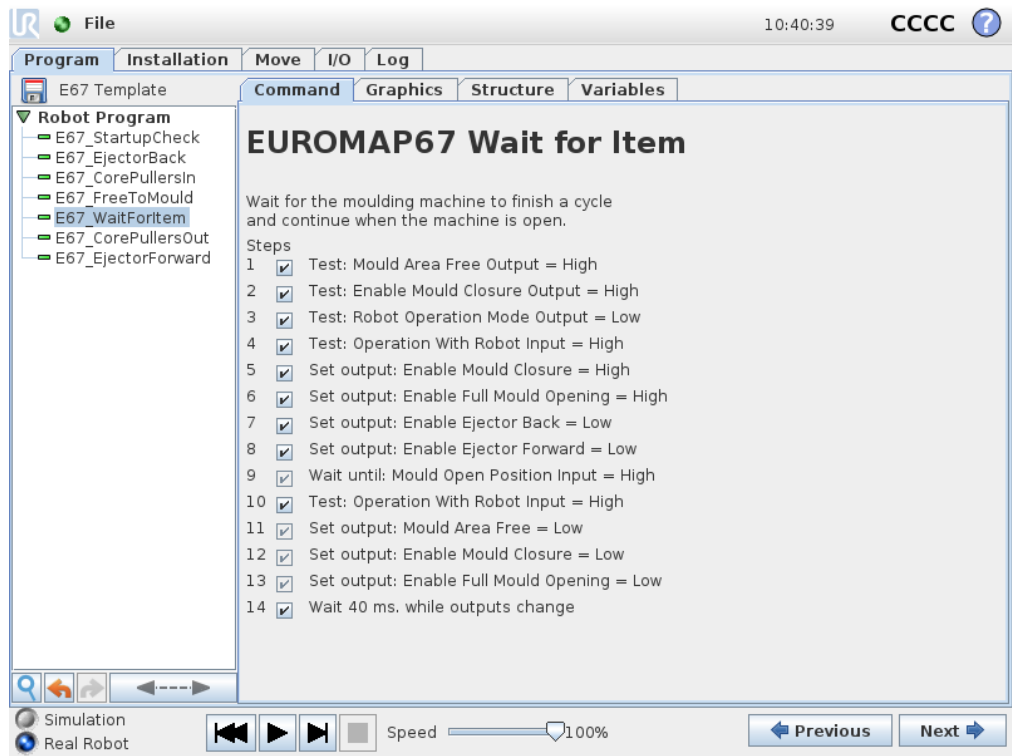 UR File 10:40:39 CCCC ?
Program Installation Move I/O Log
E67 Template Command Graphics Structure Variables
Robot Program
E67_StartupCheck
E67_EjectorBack
E67_CorePullersIn
E67_FreeToMould
E67_WaitForItem
E67_CorePullersOut
E67_EjectorForward
EUROMAP67 Wait for Item
Wait for the moulding machine to finish a cycle
and continue when the machine is open.
Steps
1 Test: Mould Area Free Output = High
2 Test: Enable Mould Closure Output = High
3 Test: Robot Operation Mode Output = Low
4 Test: Operation With Robot Input = High
5 Set output: Enable Mould Closure = High
6 Set output: Enable Full Mould Opening = High
7 Set output: Enable Ejector Back = Low
8 Set output: Enable Ejector Forward = Low
9 Wait until: Mould Open Position Input = High
10 Test: Operation With Robot Input = High
11 Set output: Mould Area Free = Low
12 Set output: Enable Mould Closure = Low
13 Set output: Enable Full Mould Opening = Low
14 Wait 40 ms. while outputs change
Simulation
Real Robot
Speed 100%
Previous Next